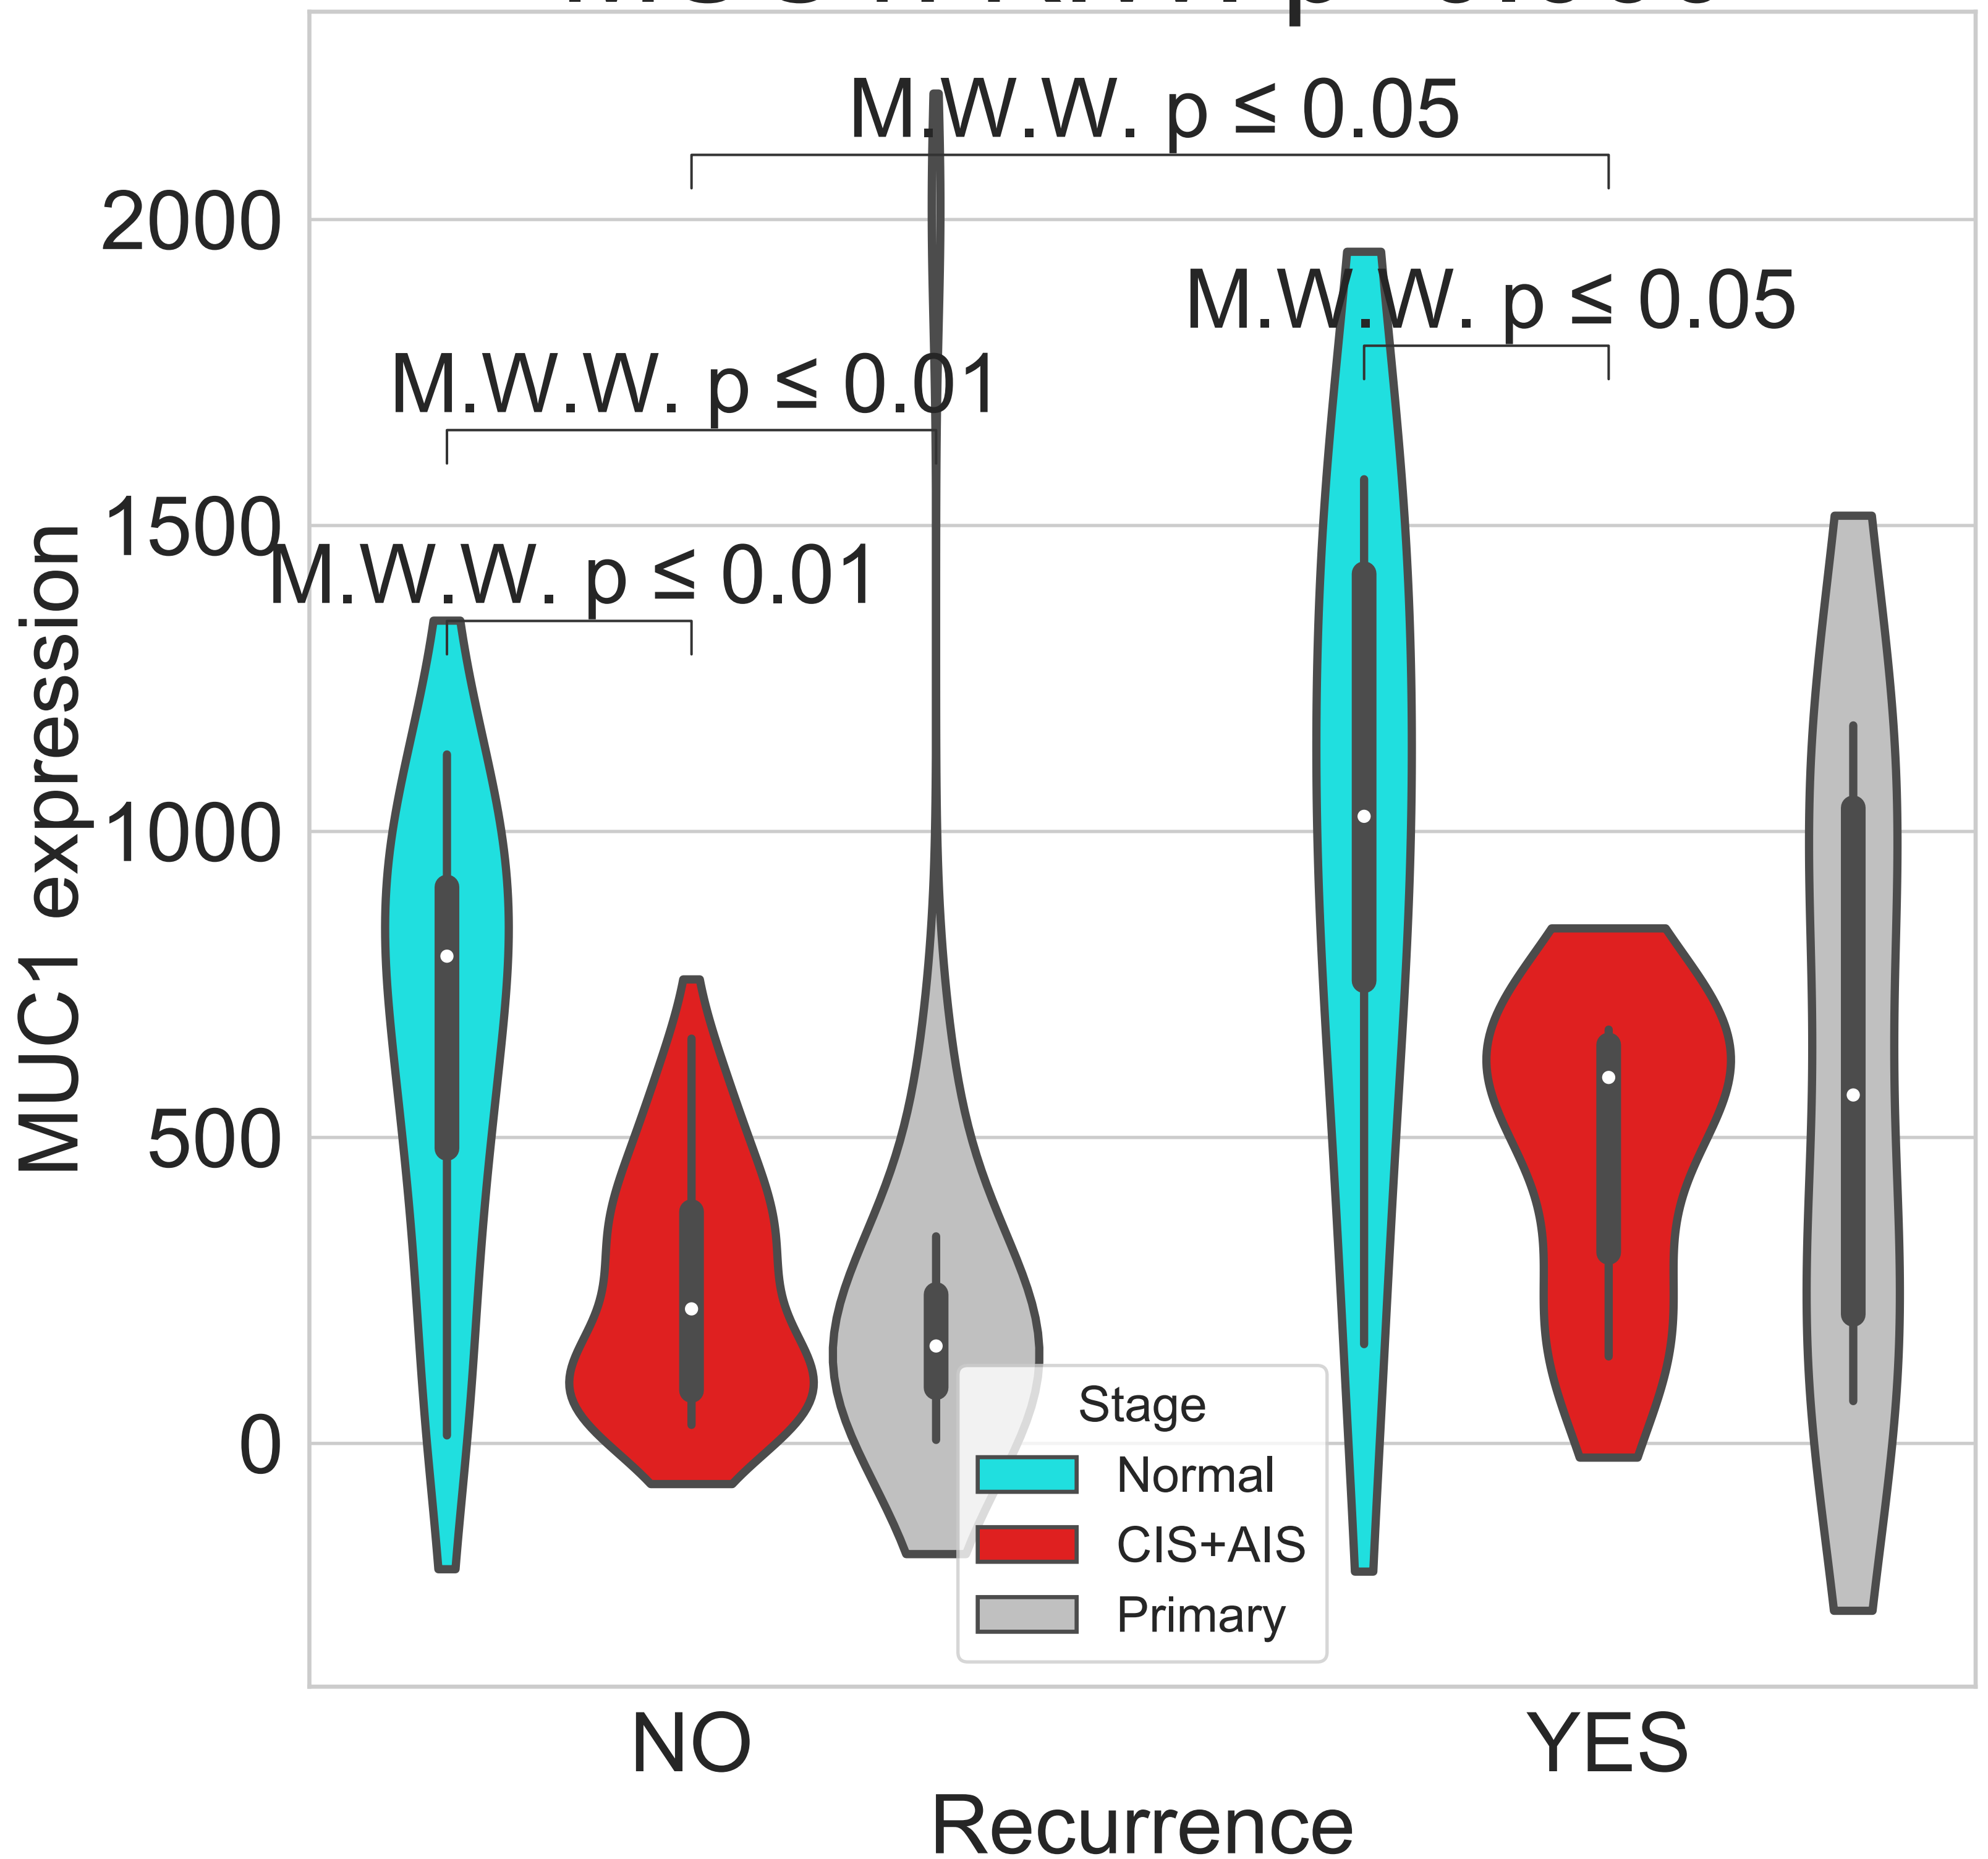 M.W.W. p ≤ 0.05
2000
M.W.W. p ≤ 0.05
M.W.W. p ≤ 0.01
1500
M.W.W. p ≤ 0.01
MUC1 expression
1000
500
0
Stage
Normal
CIS+AIS
Primary
NO
YES
Recurrence